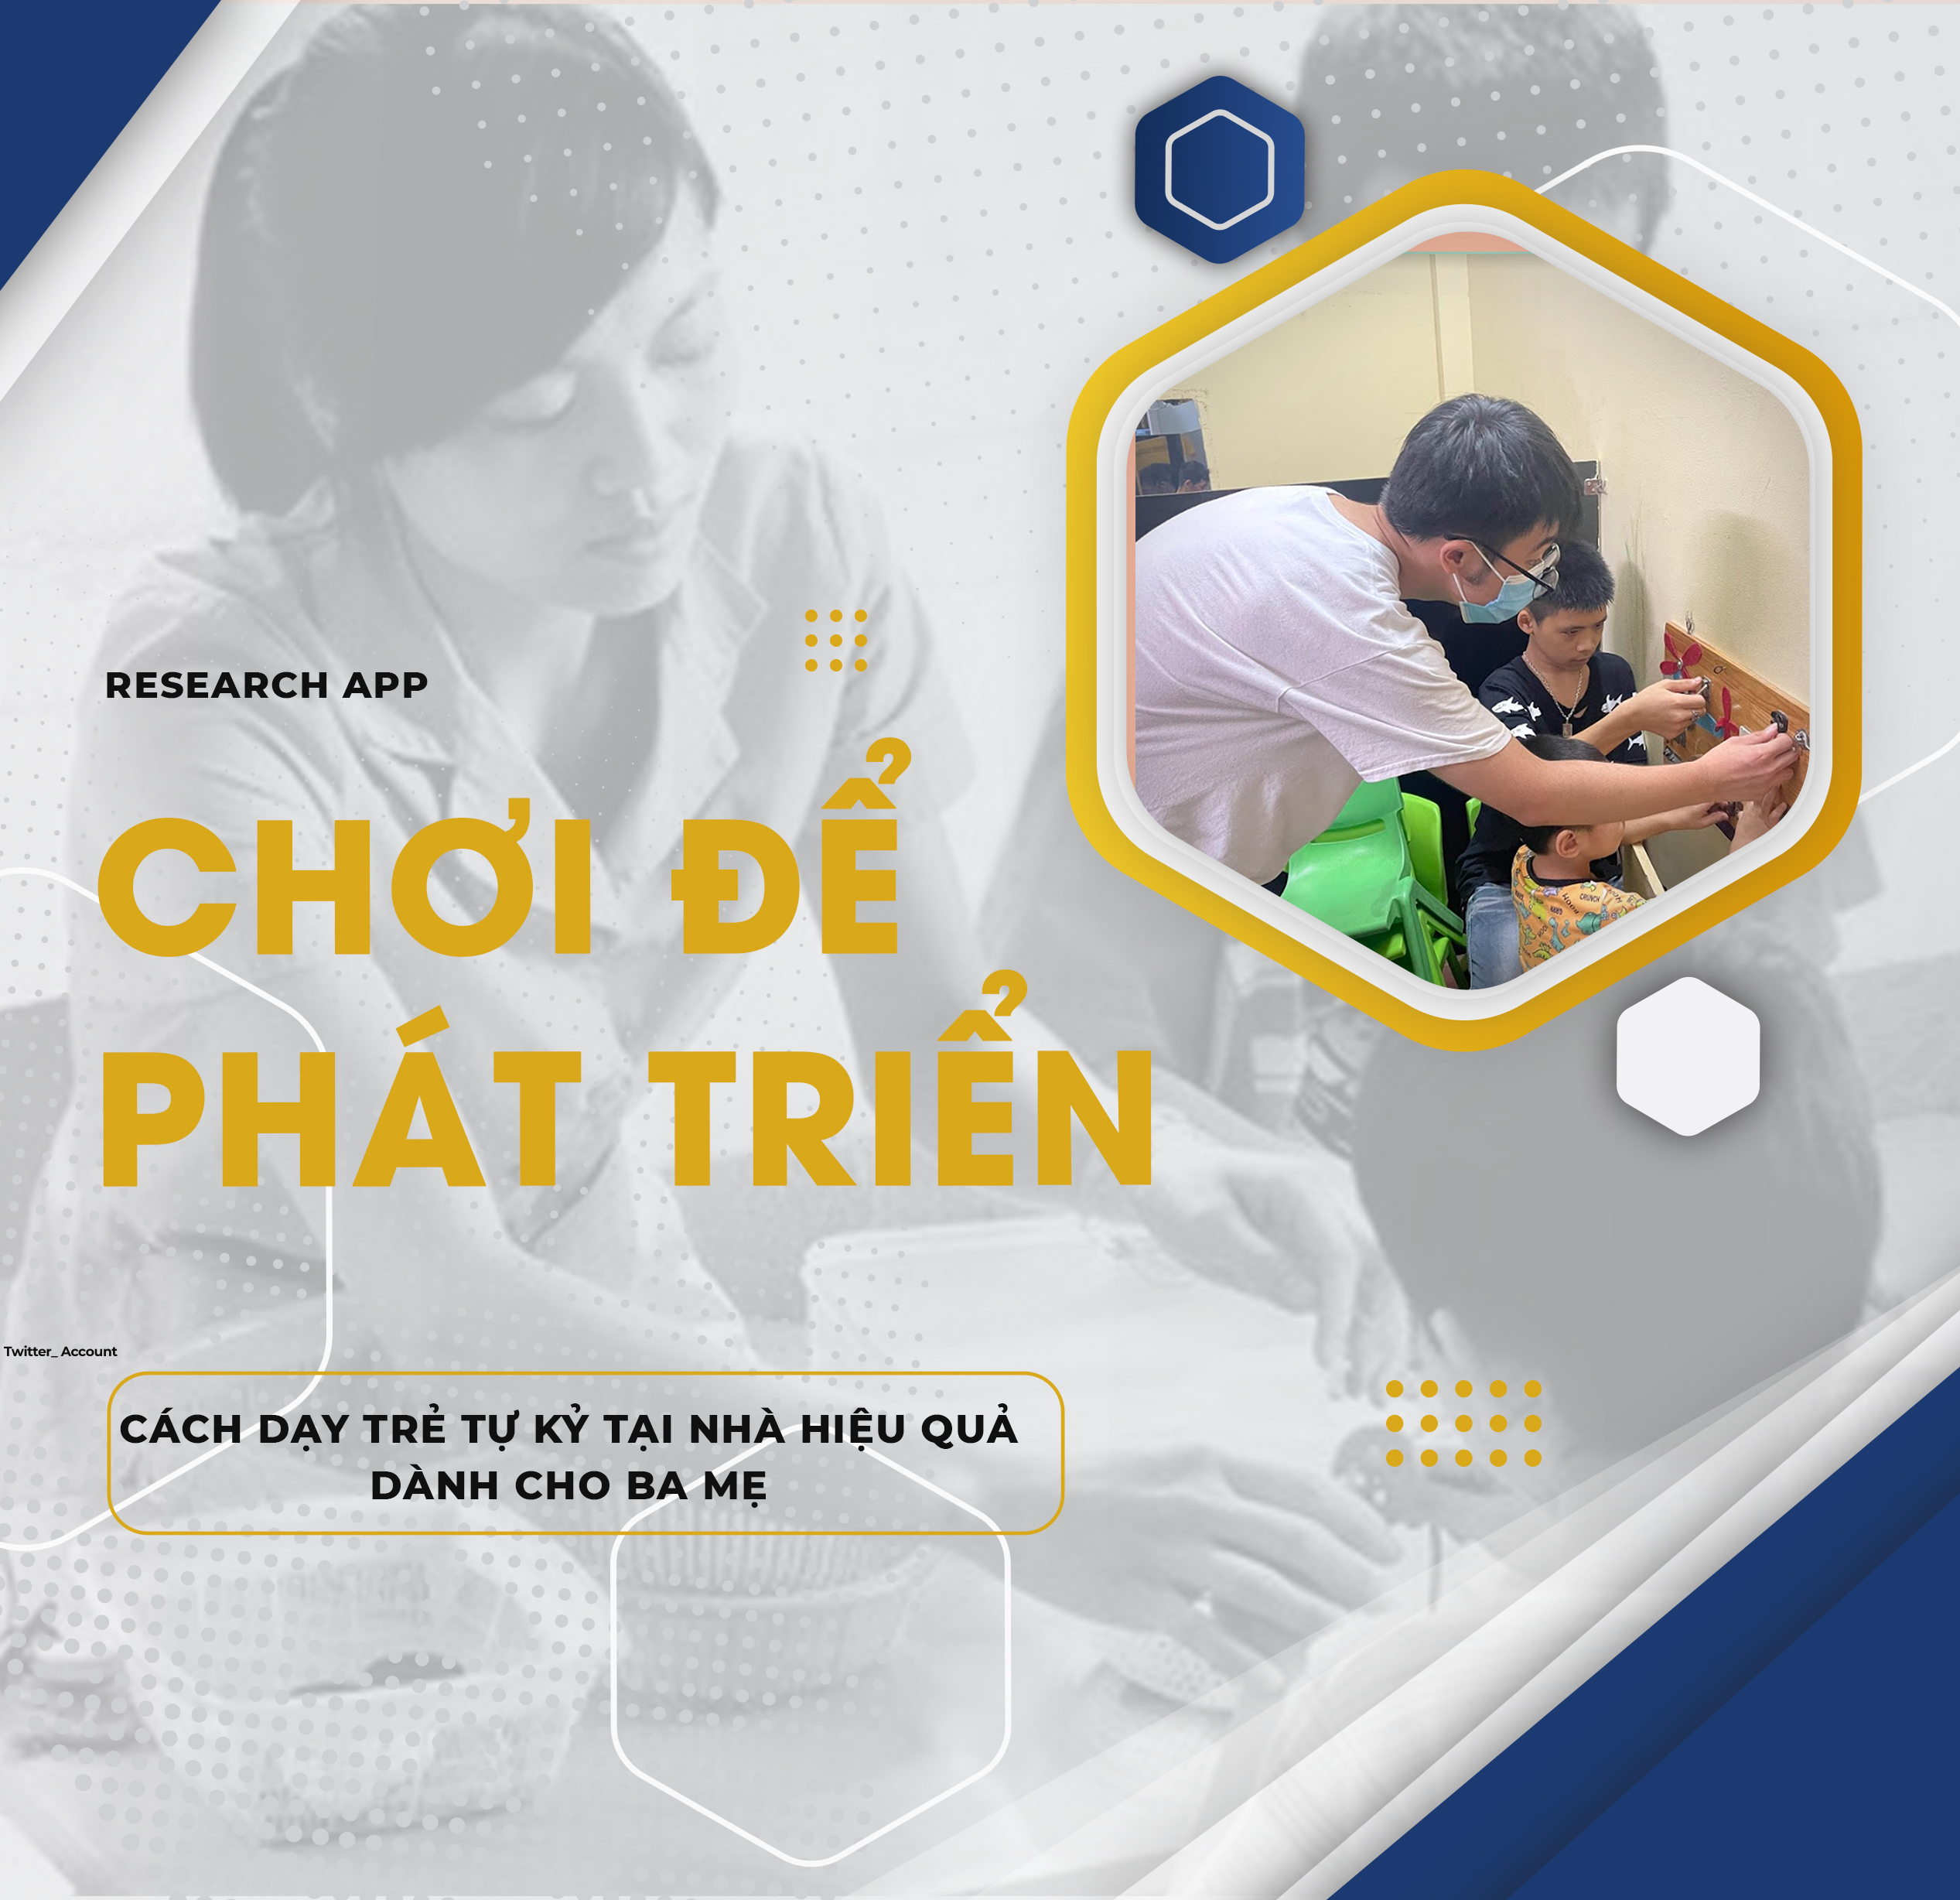 RESEARCH APP
CHƠI ĐỂ
PHÁT TRIỂN
Twitter_ Account
CÁCH DẠY TRẺ TỰ KỶ TẠI NHÀ HIỆU QUẢ
DÀNH CHO BA MẸ